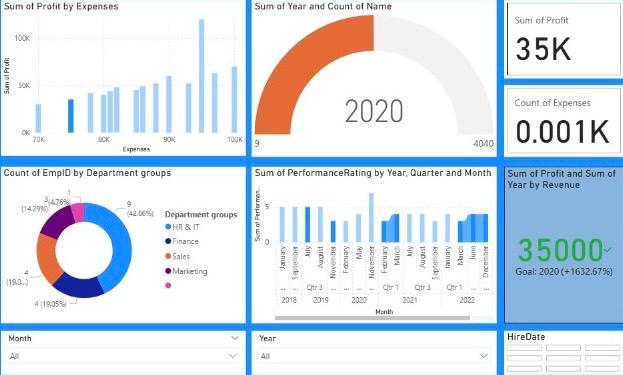 Sum of Profit by Expenses
100K
50K
0K
Sum of Profit
70K
80K
90K
100K
Expenses
Sum of Year and Count of Name
2020
9
4040
Sum of Profit
35K
Count of Expenses
0.001K
Count of EmpID by Department groups
1
(4.76%)
3
(14.29%)
4
(19.0...)
4 (19.05%)
9
(42.86%)
Department groups
HR & IT
Finance
Sales
Marketing
Sum of PerformanceRating by Year, Quarter and Month
Sum of Performan...
5
0
January
September
July
August
November
February
May
November
February
March
July
August
September
January
March
June
December
... ... Qtr 3 ... ... ... ... Qtr 1 Qtr 3 ... Qtr 1 ... ...
2018
2019
2020
2021
2022
Month
Sum of Profit and Sum of
Year by Revenue
35000
Goal: 2020 (+1632.67%)
Month
All
Year
All
HireDate